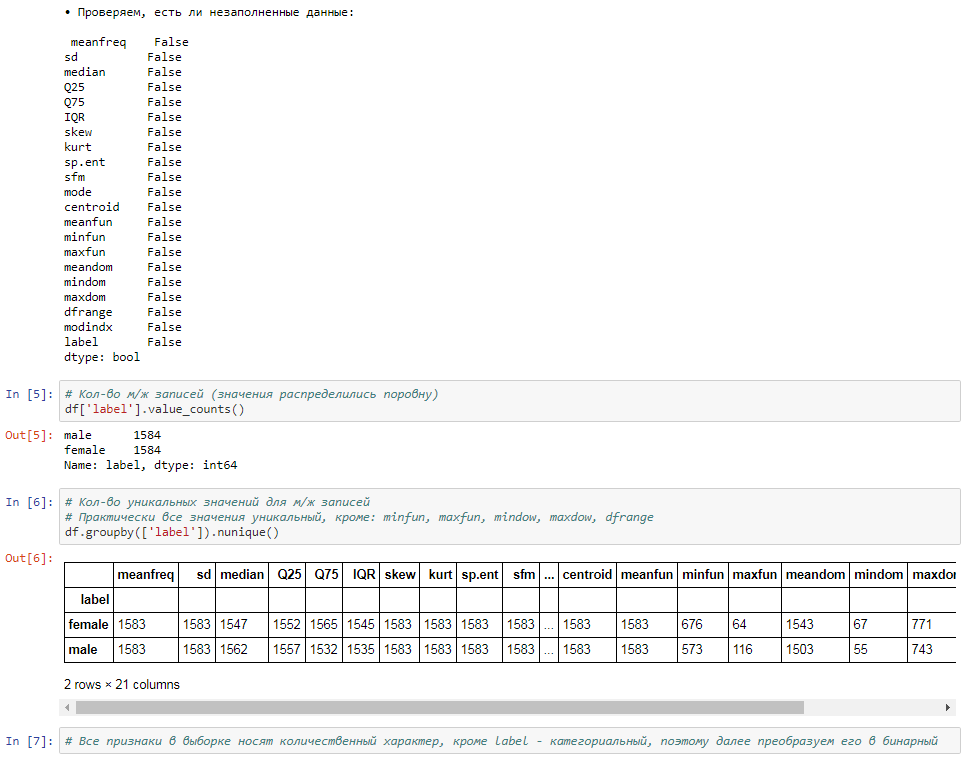 • Проверяем, есть ли незаполненные данные:
meanfreq False
sd False
median False
Q25 False
Q75 False
IQR False
skew False
kurt False
sp.ent False
sfm False
mode False
centroid False
meanfun False
minfun False
maxfun False
meandom False
mindom False
maxdom False
dfrange False
modindx False
label False
dtype: bool
In [5]: # Кол-во м/ж записей (значения распределились поровну)
df['label'].value_counts()
Out[5]: male 1584
female 1584
Name: label, dtype: int64
In [6]: # Кол-во уникальных значений для м/ж записей
# Практически все значения уникальный, кроме: minfun, maxfun, mindow, maxdow, dfrange
df.groupby(['label']).nunique()
Out[6]:
meanfreq sd median Q25 Q75 IQR skew kurt sp.ent sfm ... centroid meanfun minfun maxfun meandom mindom maxdor
label
female 1583 1583 1547 1552 1565 1545 1583 1583 1583 1583 ... 1583 1583 676 64 1543 67 771
male 1583 1583 1562 1557 1532 1535 1583 1583 1583 1583 ... 1583 1583 573 116 1503 55 743
2 rows × 21 columns
In [7]: # Все признаки в выборке носят количественный характер, кроме label - категориальный, поэтому далее преобразуем его в бинарный